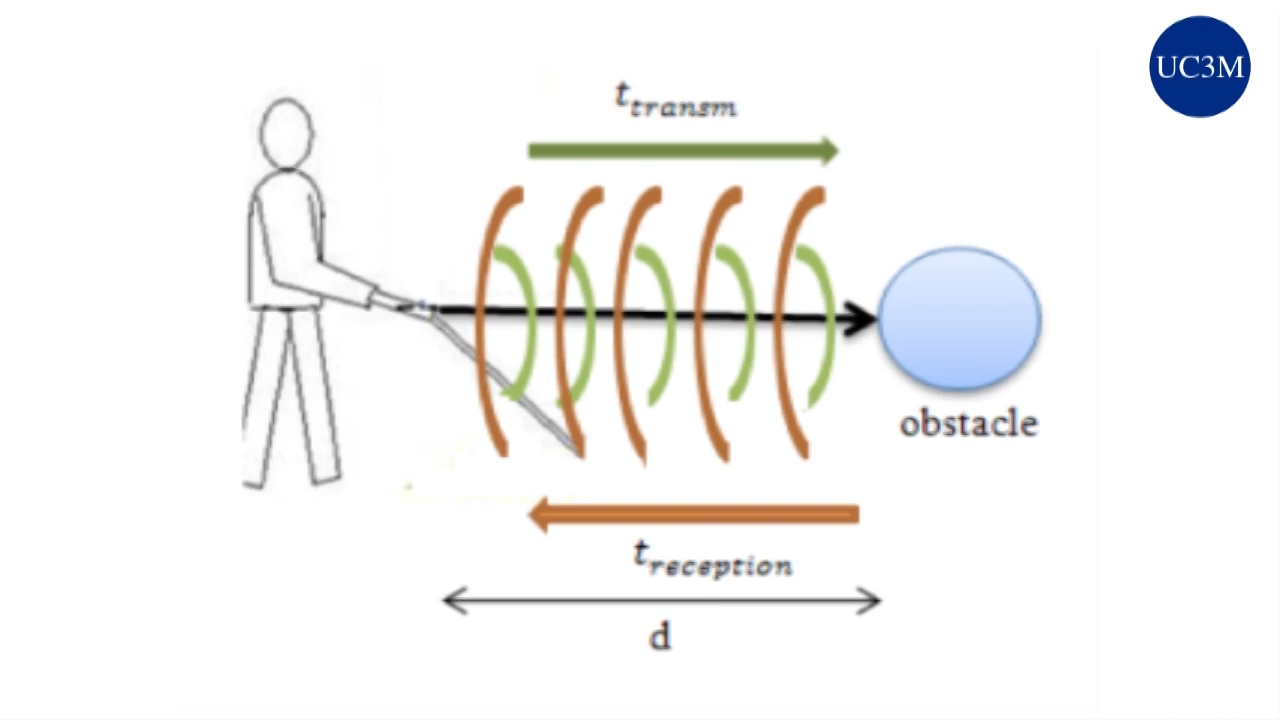 UC3M
t_transm
obstacle
t_reception
d